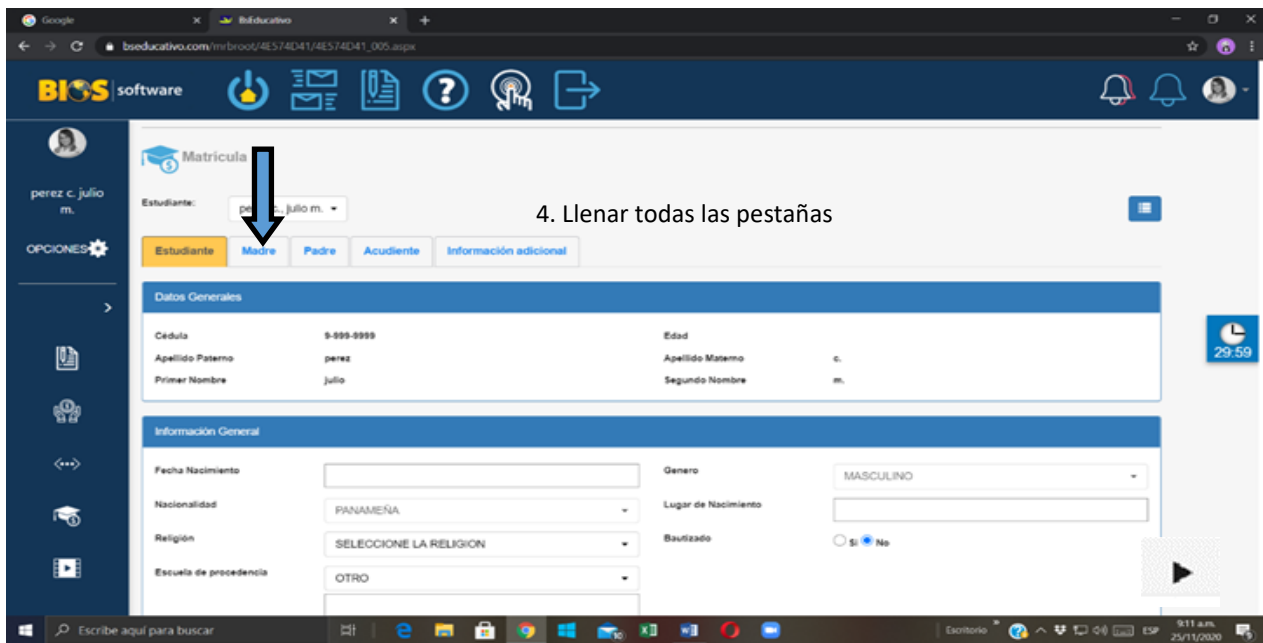 Google
BsEducativo
bseducativo.com/mrbroot/4E574D41/4E574D41_005.aspx
BIOS software
perez c. julio m.
OPCIONES
Matricula
Estudiante:
perez c., julio m.
4. Llenar todas las pestañas
Estudiante Madre Padre Acudiente Información adicional
Datos Generales
Cédula 9-999-9999 Edad
Apellido Paterno perez Apellido Materno c.
Primer Nombre julio Segundo Nombre m.
29:59
Información General
Fecha Nacimiento Genero MASCULINO
Nacionalidad PANAMEÑA Lugar de Nacimiento
Religión SELECCIONE LA RELIGION Bautizado Si No
Escuela de procedencia OTRO
Escribe aquí para buscar
Escritorio
ESP
9:11 a.m.
25/11/2020